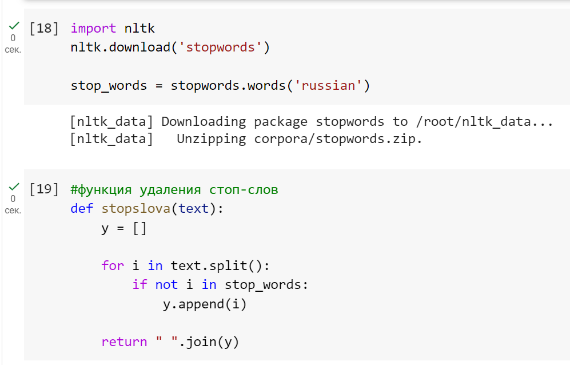 [18] import nltk
nltk.download('stopwords')
0
сек.
stop_words = stopwords.words('russian')
[nltk_data] Downloading package stopwords to /root/nltk_data...
[nltk_data]   Unzipping corpora/stopwords.zip.
[19] #функция удаления стоп-слов
0
сек.
def stopslova(text):
    y = []
    for i in text.split():
        if not i in stop_words:
            y.append(i)
    return " ".join(y)